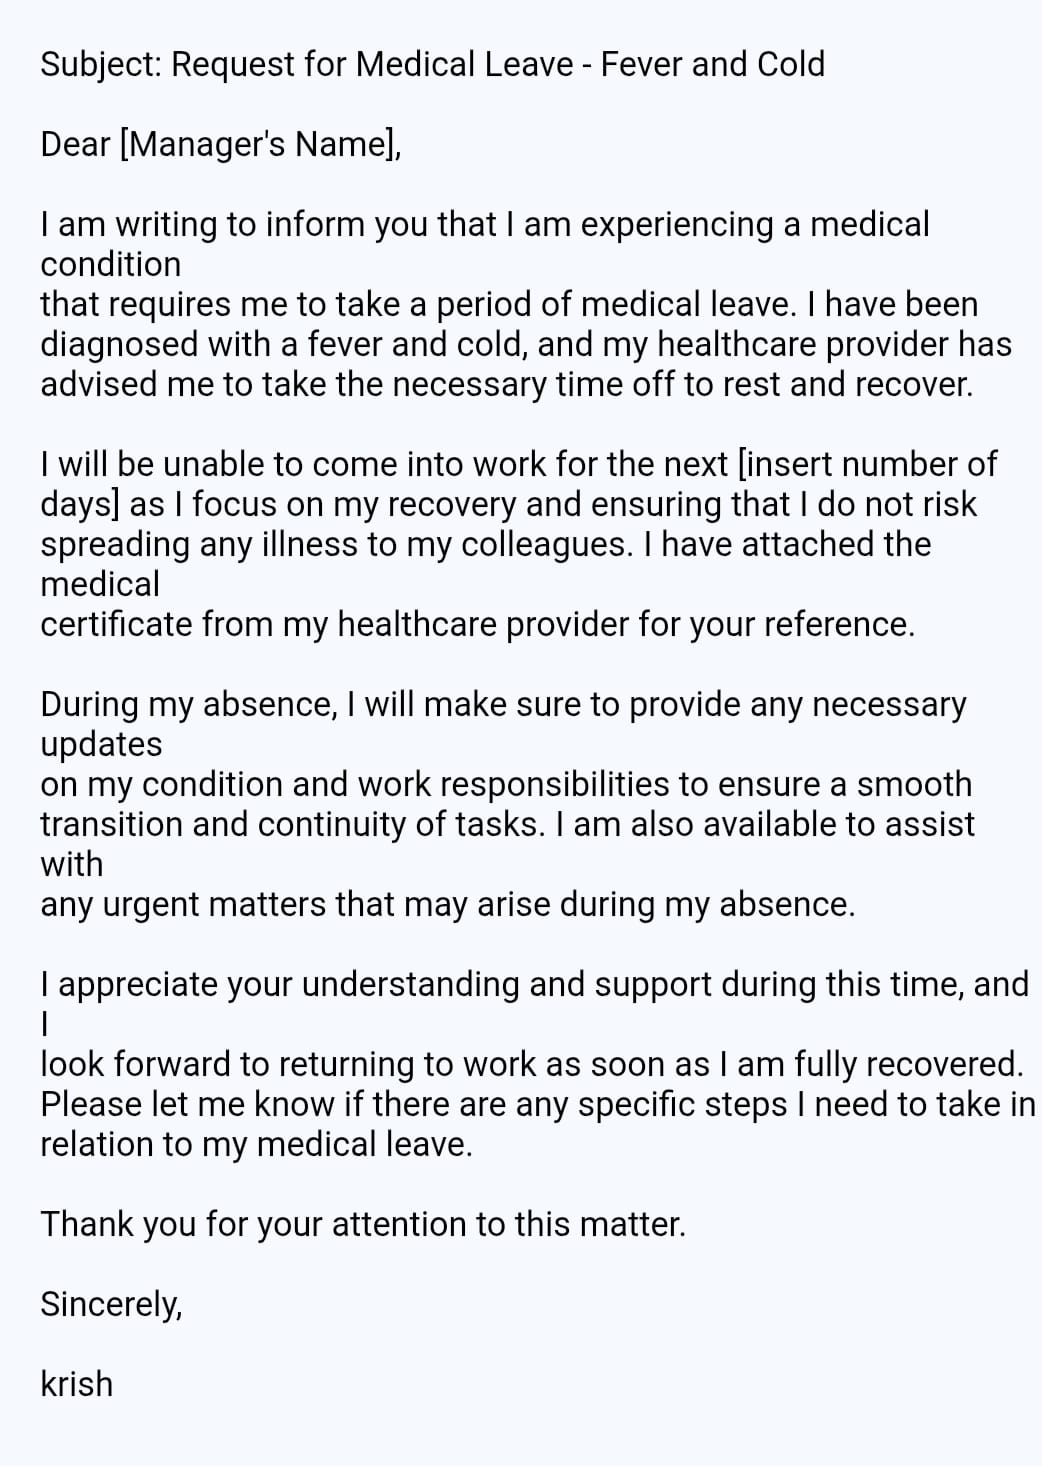 Subject: Request for Medical Leave - Fever and Cold
Dear [Manager's Name],
I am writing to inform you that I am experiencing a medical
condition
that requires me to take a period of medical leave. I have been
diagnosed with a fever and cold, and my healthcare provider has
advised me to take the necessary time off to rest and recover.
I will be unable to come into work for the next [insert number of
days] as I focus on my recovery and ensuring that I do not risk
spreading any illness to my colleagues. I have attached the
medical
certificate from my healthcare provider for your reference.
During my absence, I will make sure to provide any necessary
updates
on my condition and work responsibilities to ensure a smooth
transition and continuity of tasks. I am also available to assist
with
any urgent matters that may arise during my absence.
I appreciate your understanding and support during this time, and
I
look forward to returning to work as soon as I am fully recovered.
Please let me know if there are any specific steps I need to take in
relation to my medical leave.
Thank you for your attention to this matter.
Sincerely,
krish